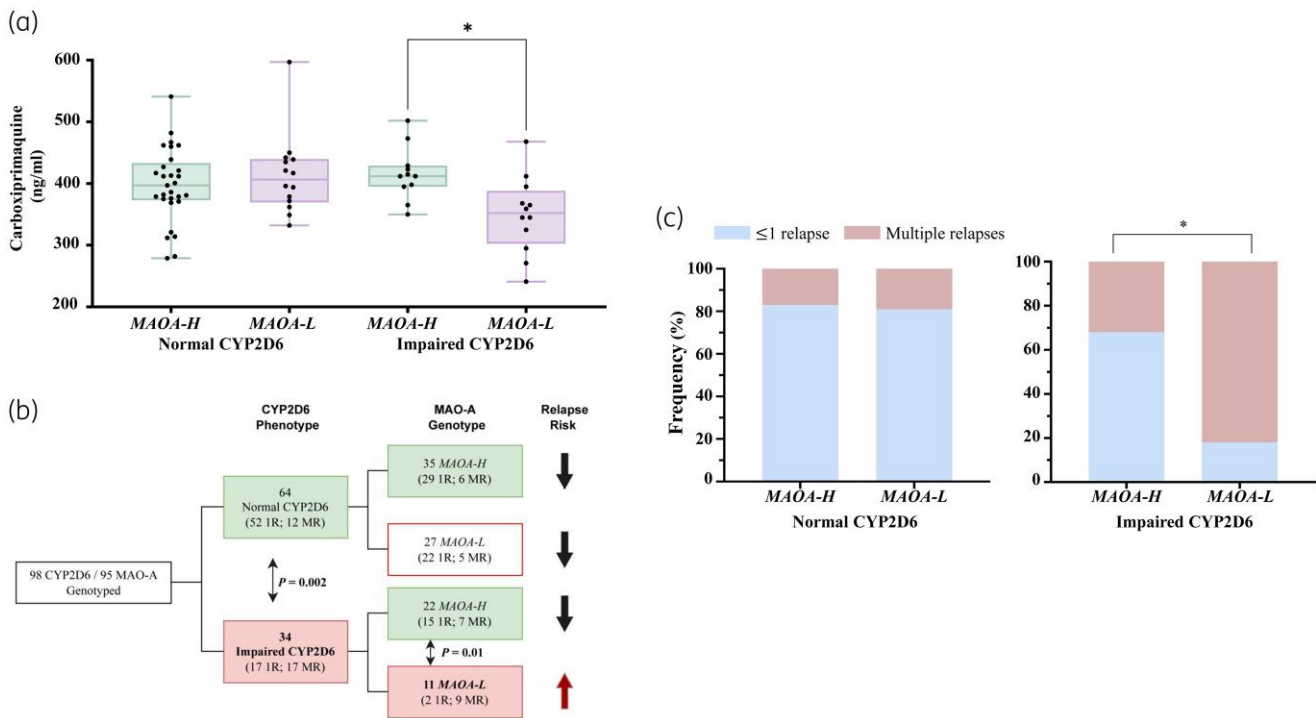 (a)
*
Carboxiprimaquine
(ng/ml)
600
500
400
300
200
MAOA-H
MAOA-L
MAOA-H
MAOA-L
Normal CYP2D6
Impaired CYP2D6
(b)
CYP2D6
Phenotype
MAO-A
Genotype
Relapse
Risk
98 CYP2D6 / 95 MAO-A
Genotyped
64
Normal CYP2D6
(52 1R; 12 MR)
P = 0.002
34
Impaired CYP2D6
(17 1R; 17 MR)
35 MAOA-H
(29 1R; 6 MR)
27 MAOA-L
(22 1R; 5 MR)
22 MAOA-H
(15 1R; 7 MR)
P = 0.01
11 MAOA-L
(2 1R; 9 MR)
(c)
≤1 relapse
Multiple relapses
*
Frequency (%)
100
80
60
40
20
0
MAOA-H
MAOA-L
Normal CYP2D6
100
80
60
40
20
0
MAOA-H
MAOA-L
Impaired CYP2D6